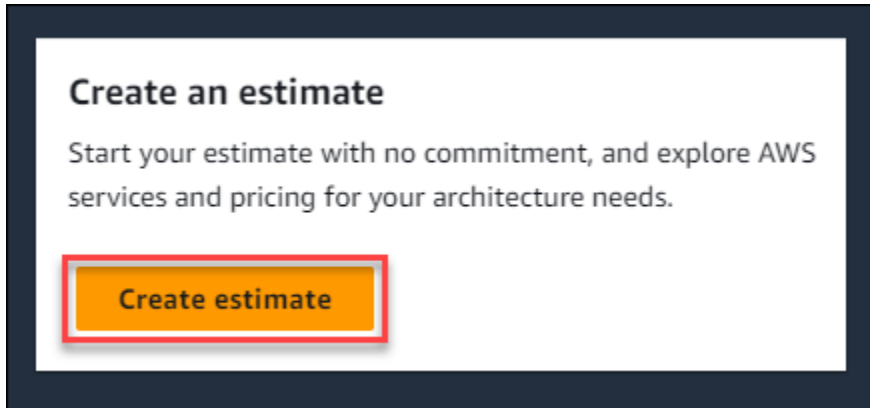 Create an estimate
Start your estimate with no commitment, and explore AWS
services and pricing for your architecture needs.
Create estimate